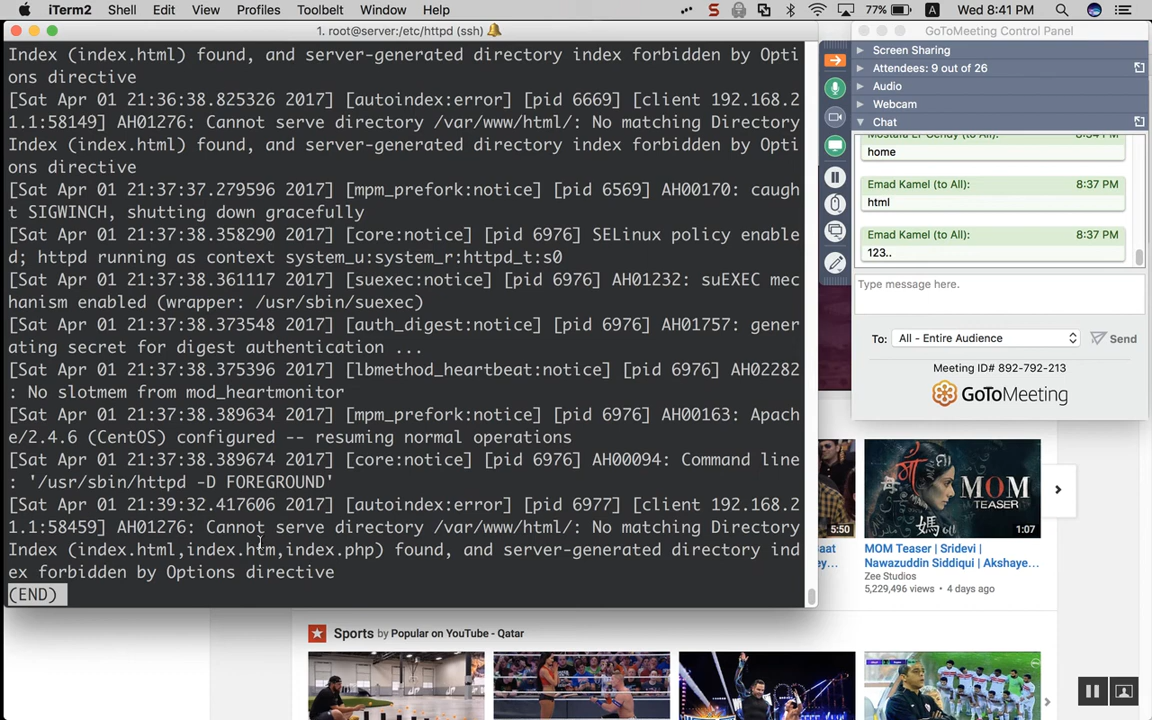 iTerm2 Shell Edit View Profiles Toolbelt Window Help 77% A Wed 8:41 PM
1. root@server:/etc/httpd (ssh)
Index (index.html) found, and server-generated directory index forbidden by Opti
ons directive
[Sat Apr 01 21:36:38.825326 2017] [autoindex:error] [pid 6669] [client 192.168.2
1.1:58149] AH01276: Cannot serve directory /var/www/html/: No matching Directory
Index (index.html) found, and server-generated directory index forbidden by Opti
ons directive
[Sat Apr 01 21:37:37.279596 2017] [mpm_prefork:notice] [pid 6569] AH00170: caugh
t SIGWINCH, shutting down gracefully
[Sat Apr 01 21:37:38.358290 2017] [core:notice] [pid 6976] SELinux policy enable
d; httpd running as context system_u:system_r:httpd_t:s0
[Sat Apr 01 21:37:38.361117 2017] [suexec:notice] [pid 6976] AH01232: suEXEC mec
hanism enabled (wrapper: /usr/sbin/suexec)
[Sat Apr 01 21:37:38.373548 2017] [auth_digest:notice] [pid 6976] AH01757: gener
ating secret for digest authentication ...
[Sat Apr 01 21:37:38.375396 2017] [lbmethod_heartbeat:notice] [pid 6976] AH02282
: No slotmem from mod_heartmonitor
[Sat Apr 01 21:37:38.389634 2017] [mpm_prefork:notice] [pid 6976] AH00163: Apach
e/2.4.6 (CentOS) configured -- resuming normal operations
[Sat Apr 01 21:37:38.389674 2017] [core:notice] [pid 6976] AH00094: Command line
: '/usr/sbin/httpd -D FOREGROUND'
[Sat Apr 01 21:39:32.417606 2017] [autoindex:error] [pid 6977] [client 192.168.2
1.1:58459] AH01276: Cannot serve directory /var/www/html/: No matching Directory
Index (index.html,index.htm,index.php) found, and server-generated directory ind
ex forbidden by Options directive
(END)
GoToMeeting Control Panel
Screen Sharing
Attendees: 9 out of 26
Audio
Webcam
Chat
home
Emad Kamel (to All): 8:37 PM
html
Emad Kamel (to All): 8:37 PM
123..
Type message here.
To: All - Entire Audience Send
Meeting ID# 892-792-213
GoToMeeting
5:50
माँ
MOM
TEASER
媽
1:07
MOM Teaser | Sridevi |
Nawazuddin Siddiqui | Akshaye...
Zee Studios
5,229,496 views • 4 days ago
Sports by Popular on YouTube - Qatar